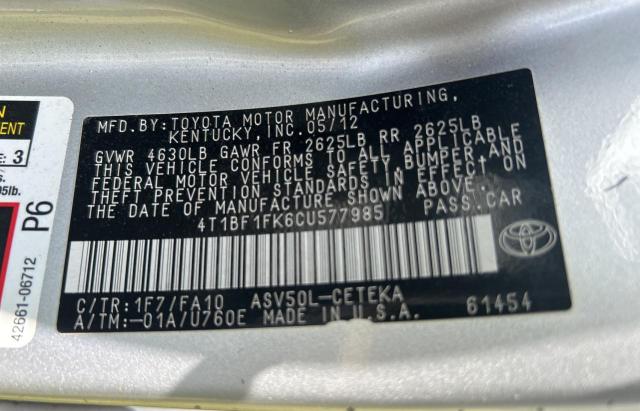 MFD.BY:TOYOTA MOTOR MANUFACTURING,
KENTUCKY,INC.05/12
GVWR 4630LB GAWR FR 2625LB RR 2625LB
THIS VEHICLE CONFORMS TO ALL APPLICABLE
FEDERAL MOTOR VEHICLE SAFETY, BUMPER,AND
THEFT PREVENTION STANDARDS IN EFFECT ON
THE DATE OF MANUFACTURE SHOWN ABOVE.
4T1BF1FK6CU577985 PASS.CAR
C/TR:1F7/FA10 ASV50L-CETEKA
A/TM:-01A/U760E MADE IN U.S.A. 61454
3
P6
42661-06712